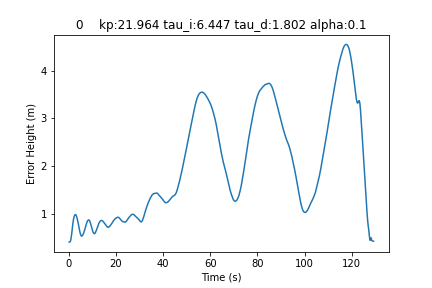 0    kp:21.964 tau_i:6.447 tau_d:1.802 alpha:0.1
4
3
2
1
Error Height (m)
0 20 40 60 80 100 120
Time (s)